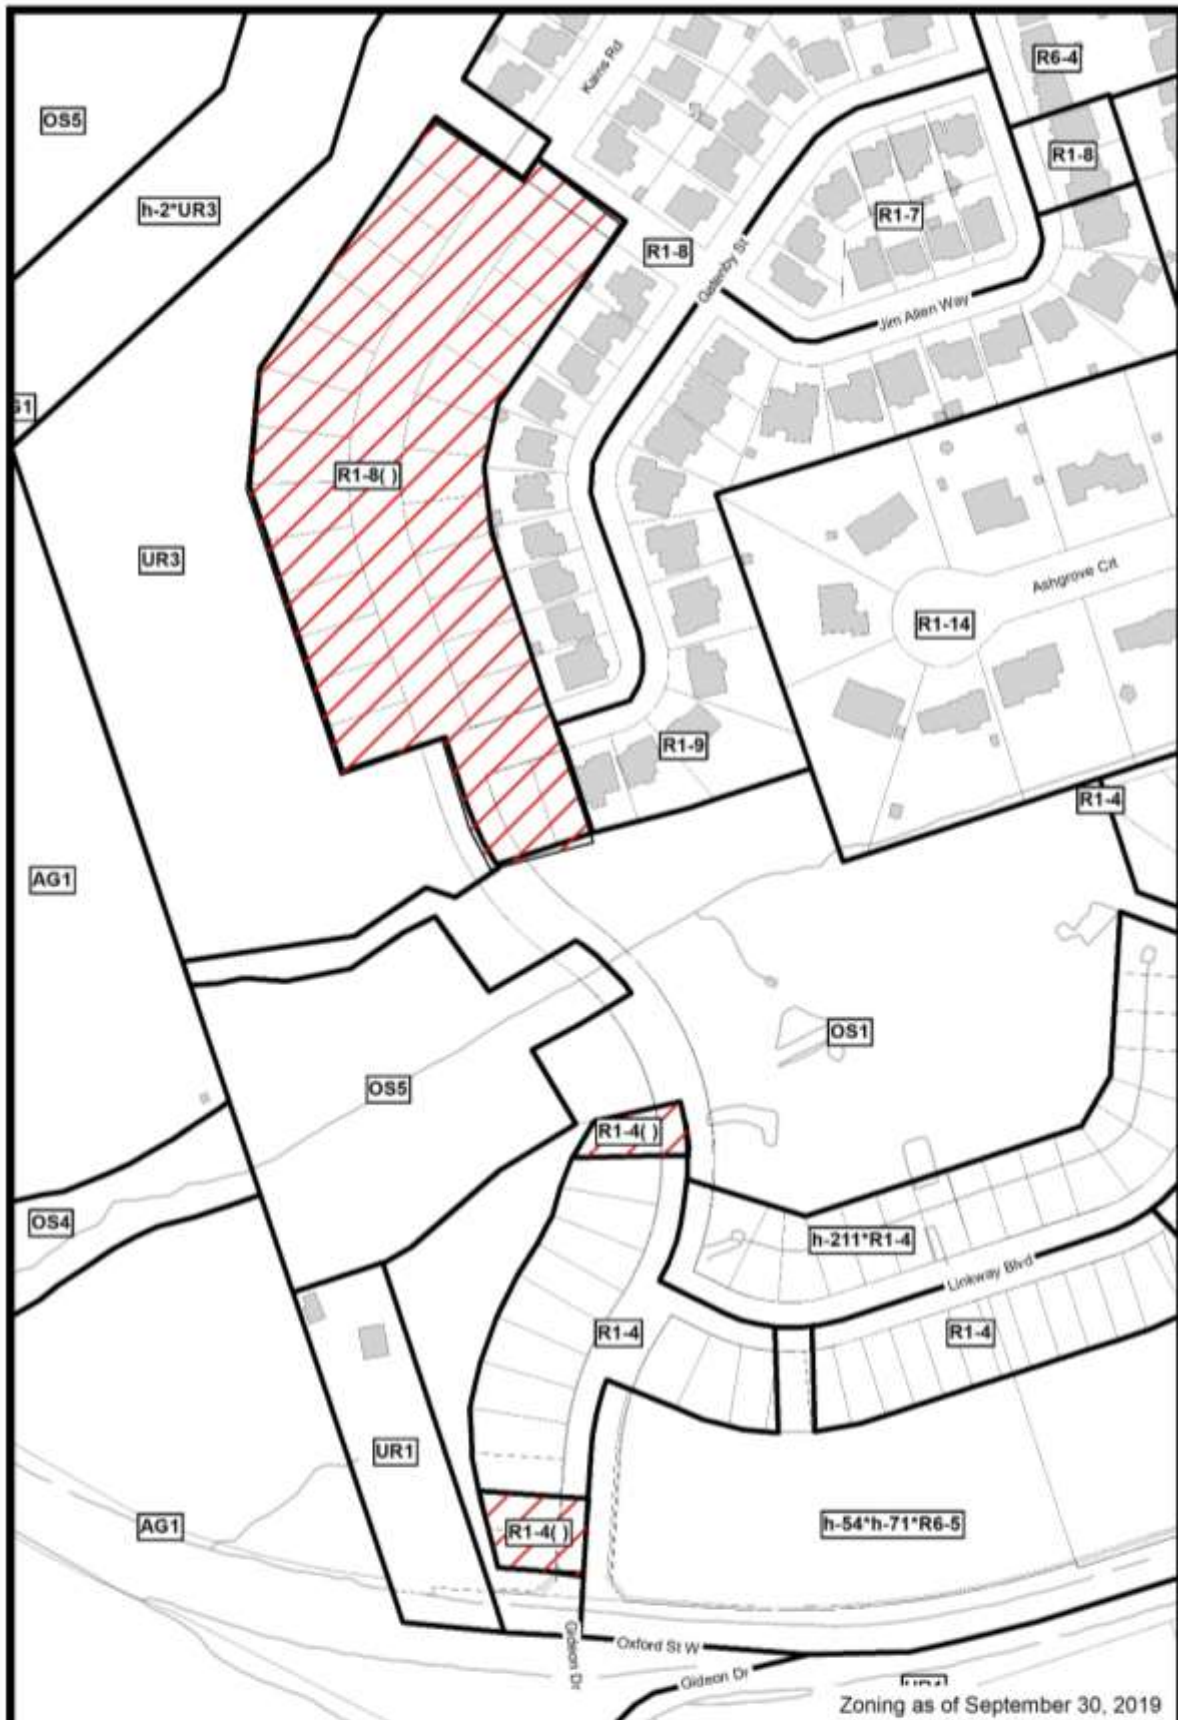 Kains Rd
R6-4
OS5
R1-8
h-2*UR3
R1-7
R1-8
Gatenby St
Jim Allen Way
R1-8( )
UR3
Ashgrove Crt
R1-14
R1-9
R1-4
AG1
OS1
OS5
R1-4( )
OS4
h-211*R1-4
Linkway Blvd
R1-4
R1-4
UR1
AG1
h-54*h-71*R6-5
R1-4( )
Gideon Dr
Oxford St W
Gideon Dr
Zoning as of September 30, 2019